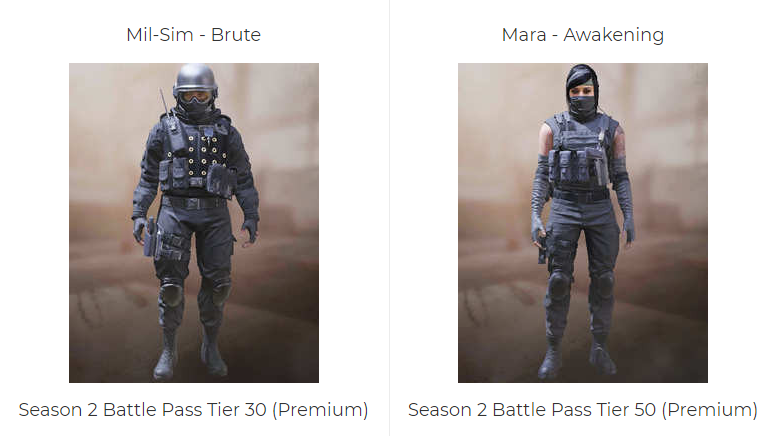 Mil-Sim - Brute
Mara - Awakening
Season 2 Battle Pass Tier 30 (Premium)
Season 2 Battle Pass Tier 50 (Premium)